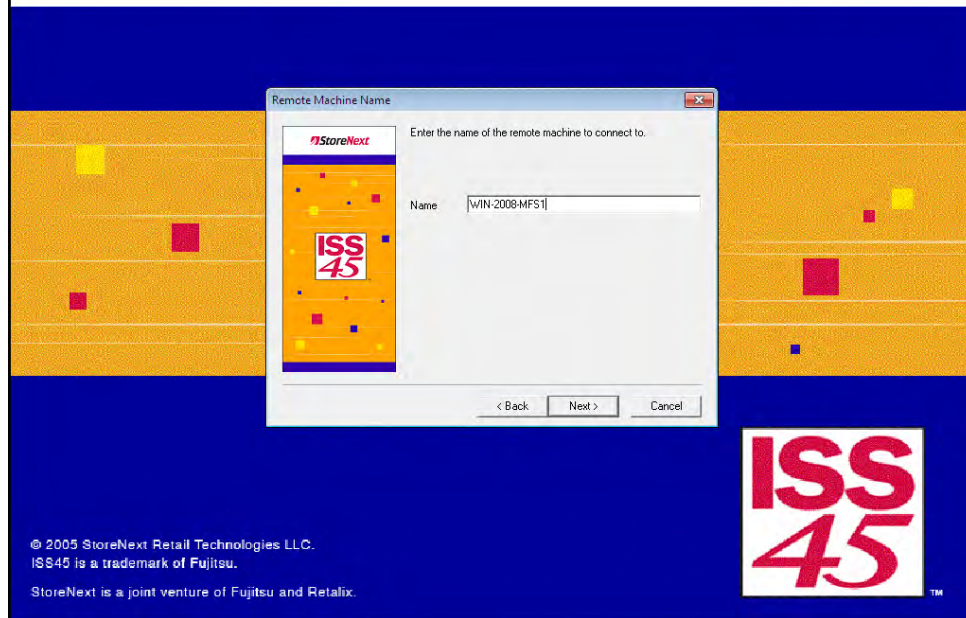 Remote Machine Name
StoreNext
Enter the name of the remote machine to connect to.
Name WIN-2008-MFS1
ISS
45
< Back Next > Cancel
ISS
45
TM
© 2005 StoreNext Retail Technologies LLC.
ISS45 is a trademark of Fujitsu.
StoreNext is a joint venture of Fujitsu and Retalix.